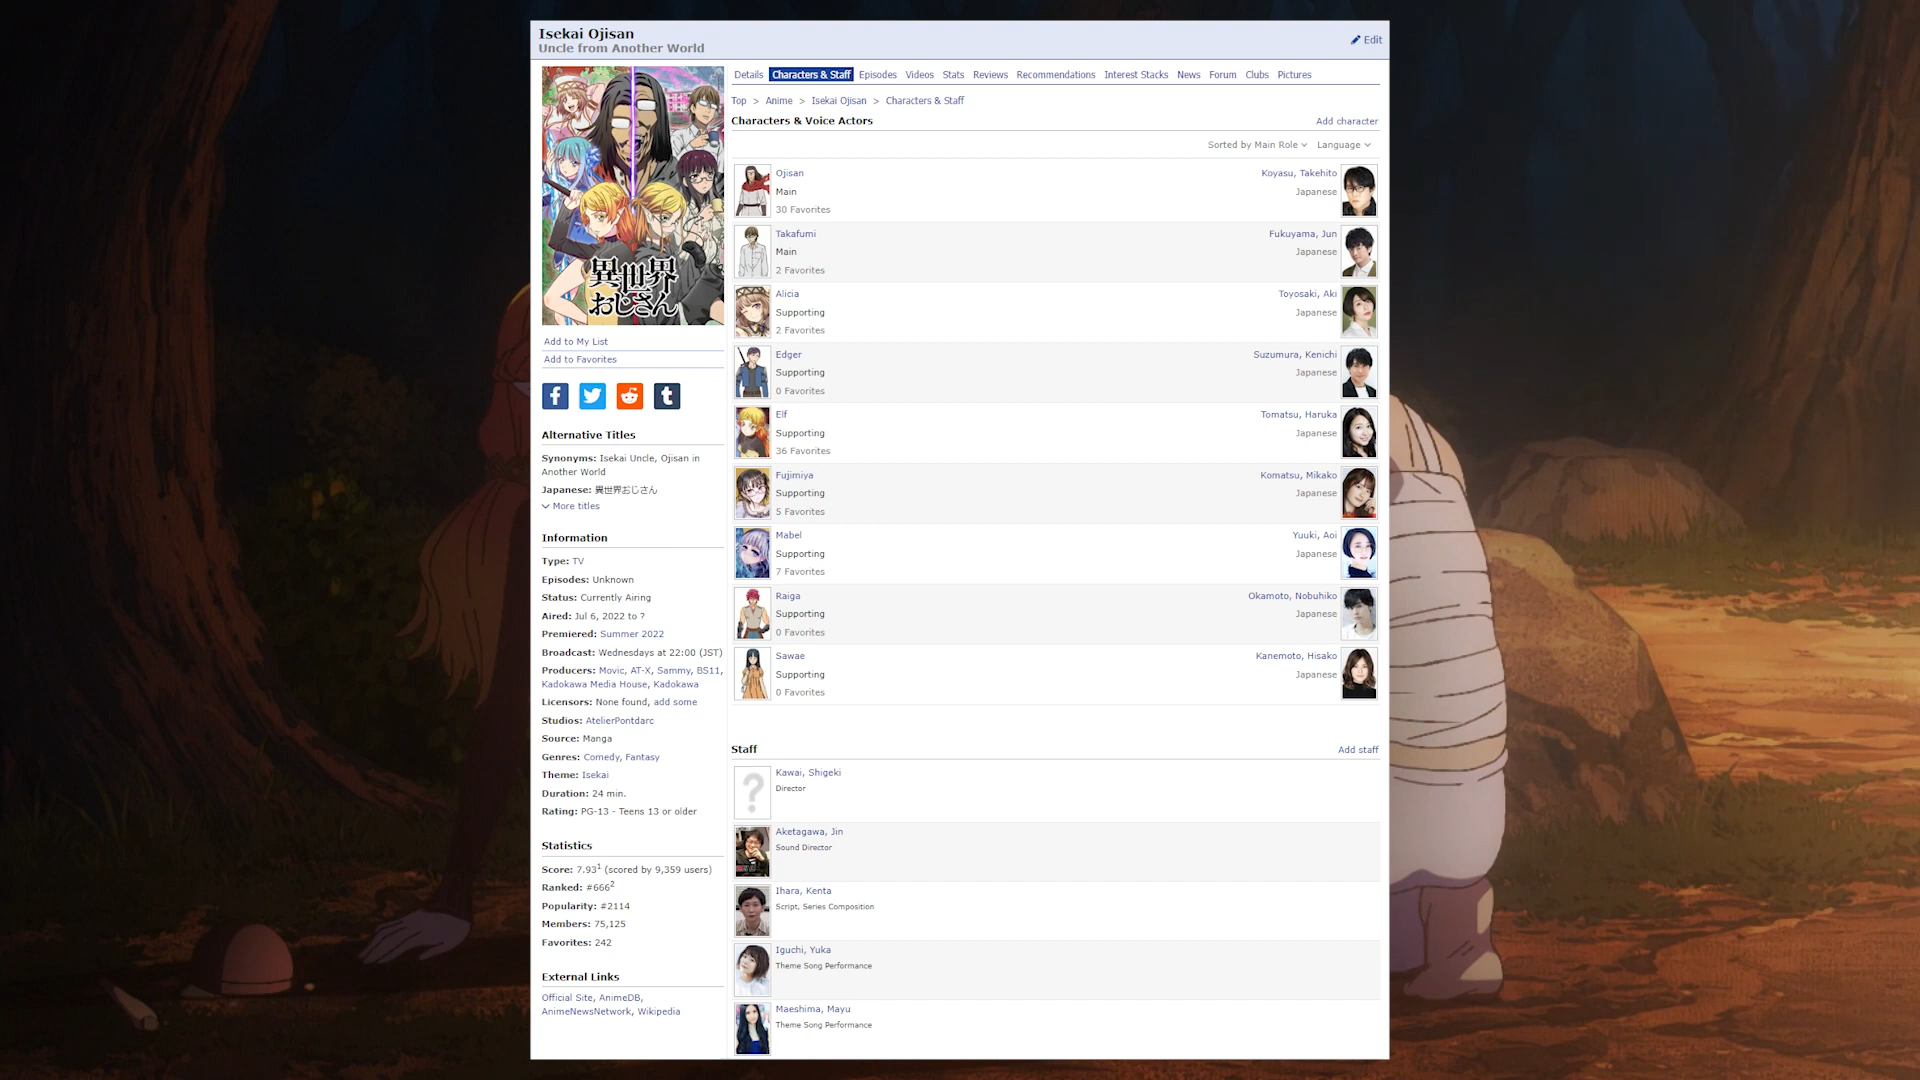 Isekai Ojisan
Uncle from Another World
Edit
異世界
おじさん
Add to My List
Add to Favorites
Alternative Titles
Synonyms: Isekai Uncle, Ojisan in
Another World
Japanese: 異世界おじさん
More titles
Information
Type: TV
Episodes: Unknown
Status: Currently Airing
Aired: Jul 6, 2022 to ?
Premiered: Summer 2022
Broadcast: Wednesdays at 22:00 (JST)
Producers: Movic, AT-X, Sammy, BS11,
Kadokawa Media House, Kadokawa
Licensors: None found, add some
Studios: AtelierPontdarc
Source: Manga
Genres: Comedy, Fantasy
Theme: Isekai
Duration: 24 min.
Rating: PG-13 - Teens 13 or older
Statistics
Score: 7.931 (scored by 9,359 users)
Ranked: #6662
Popularity: #2114
Members: 75,125
Favorites: 242
External Links
Official Site, AnimeDB,
AnimeNewsNetwork, Wikipedia
Details Characters & Staff Episodes Videos Stats Reviews Recommendations Interest Stacks News Forum Clubs Pictures
Top > Anime > Isekai Ojisan > Characters & Staff
Characters & Voice Actors Add character
Sorted by Main Role Language
Ojisan Koyasu, Takehito
Main Japanese
30 Favorites
Takafumi Fukuyama, Jun
Main Japanese
2 Favorites
Alicia Toyosaki, Aki
Supporting Japanese
2 Favorites
Edger Suzumura, Kenichi
Supporting Japanese
0 Favorites
Elf Tomatsu, Haruka
Supporting Japanese
36 Favorites
Fujimiya Komatsu, Mikako
Supporting Japanese
5 Favorites
Mabel Yuuki, Aoi
Supporting Japanese
7 Favorites
Raiga Okamoto, Nobuhiko
Supporting Japanese
0 Favorites
Sawae Kanemoto, Hisako
Supporting Japanese
0 Favorites
Staff Add staff
Kawai, Shigeki
Director
Aketagawa, Jin
Sound Director
Ihara, Kenta
Script, Series Composition
Iguchi, Yuka
Theme Song Performance
Maeshima, Mayu
Theme Song Performance